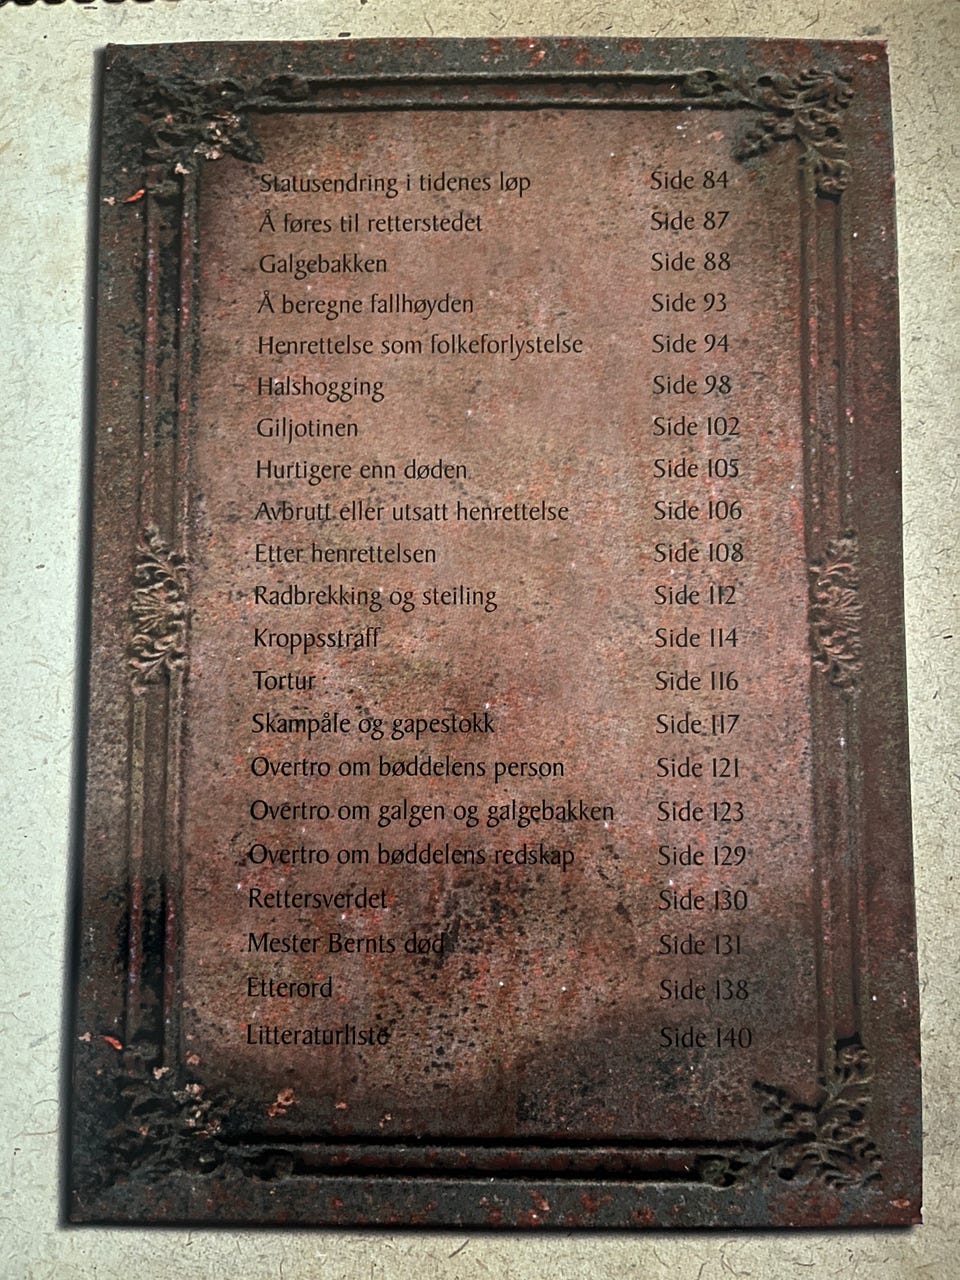 Statusendring i tidenes løp Side 84
Å føres til retterstedet Side 87
Galgebakken Side 88
Å beregne fallhøyden Side 93
Henrettelse som folkeforlystelse Side 94
Halshogging Side 98
Giljotinen Side 102
Hurtigere enn døden Side 105
Avbrutt eller utsatt henrettelse Side 106
Etter henrettelsen Side 108
Radbrekking og steiling Side 112
Kroppsstraff Side 114
Tortur Side 116
Skampåle og gapestokk Side 117
Overtro om bøddelens person Side 121
Overtro om galgen og galgebakken Side 123
Overtro om bøddelens redskap Side 129
Rettersverdet Side 130
Mester Bernts død Side 131
Etterord Side 138
Litteraturliste Side 140